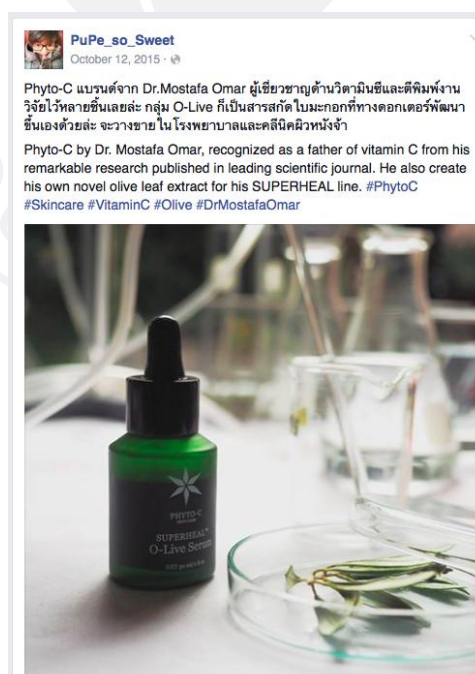 PuPe_so_Sweet
October 12, 2015 ·
Phyto-C แบรนด์จาก Dr.Mostafa Omar ผู้เชี่ยวชาญด้านวิตามินซีและตีพิมพ์งาน
วิจัยไว้หลายชิ้นเลยล่ะ กลุ่ม O-Live ก็เป็นสารสกัดใบมะกอกที่ทางดอกเตอร์พัฒนา
ขึ้นเองด้วยล่ะ จะวางขายในโรงพยาบาลและคลีนิคผิวหนังจ้า
Phyto-C by Dr. Mostafa Omar, recognized as a father of vitamin C from his
remarkable research published in leading scientific journal. He also create
his own novel olive leaf extract for his SUPERHEAL line. #PhytoC
#Skincare #VitaminC #Olive #DrMostafaOmar
PHYTO-C
SKIN CARE
SUPERHEAL™
O-Live Serum